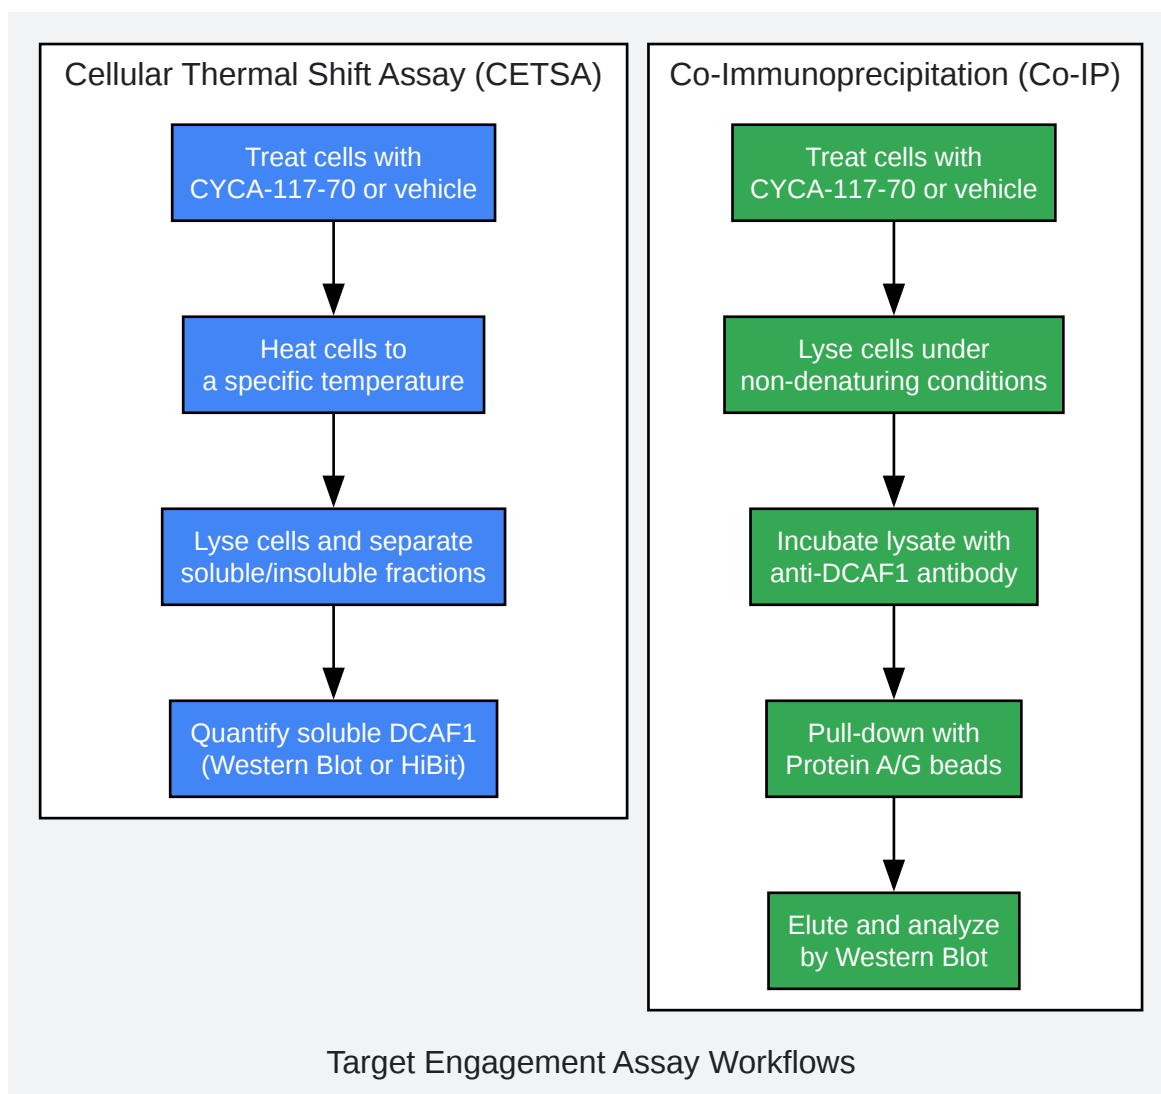 Cellular Thermal Shift Assay (CETSA)
Treat cells with
CYCA-117-70 or vehicle
Heat cells to
a specific temperature
Lyse cells and separate
soluble/insoluble fractions
Quantify soluble DCAF1
(Western Blot or HiBit)
Co-Immunoprecipitation (Co-IP)
Treat cells with
CYCA-117-70 or vehicle
Lyse cells under
non-denaturing conditions
Incubate lysate with
anti-DCAF1 antibody
Pull-down with
Protein A/G beads
Elute and analyze
by Western Blot
Target Engagement Assay Workflows